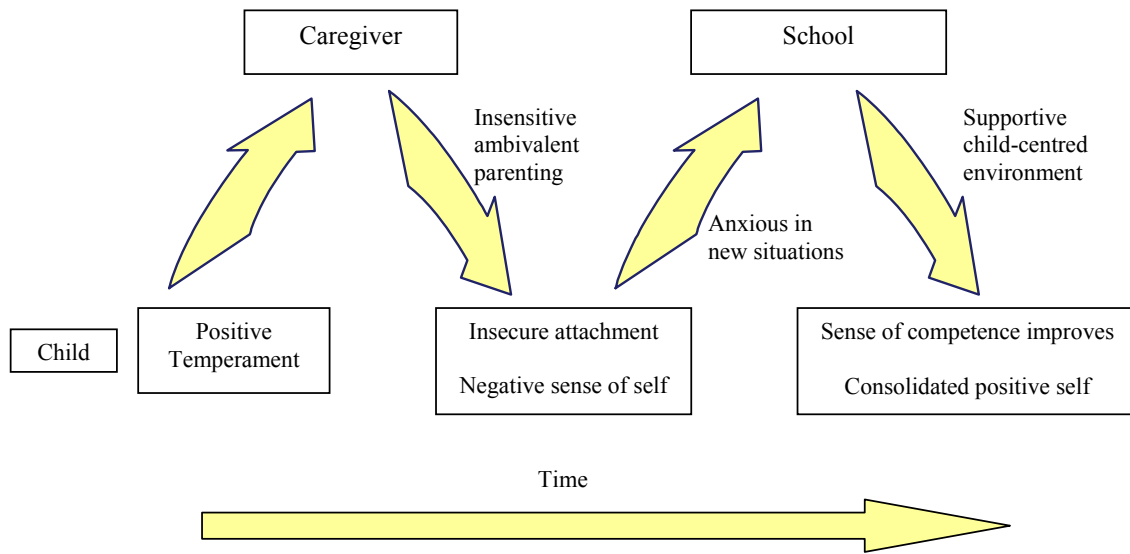 Caregiver
School
Insensitive
ambivalent
parenting
Supportive
child-centred
environment
Anxious in
new situations
Child
Positive
Temperament
Insecure attachment
Negative sense of self
Sense of competence improves
Consolidated positive self
Time